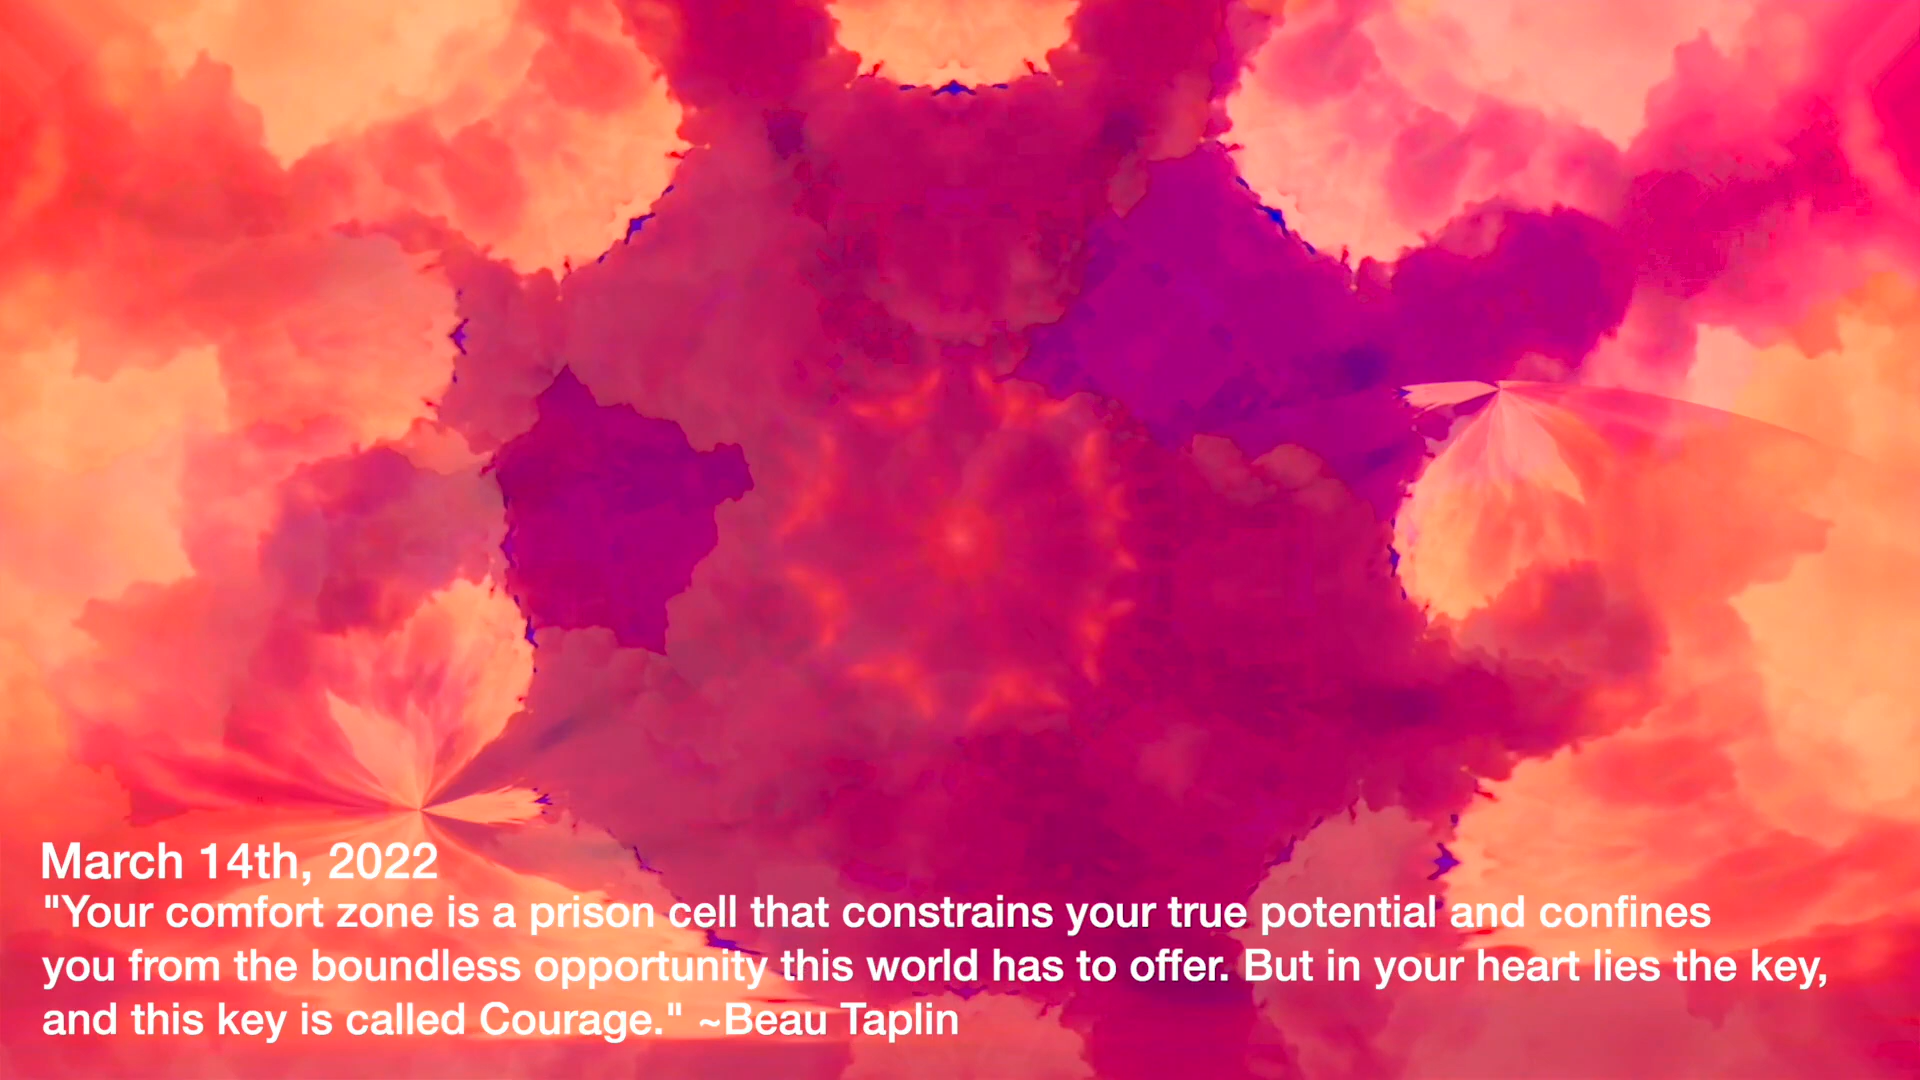 March 14th, 2022
"Your comfort zone is a prison cell that constrains your true potential and confines
you from the boundless opportunity this world has to offer. But in your heart lies the key,
and this key is called Courage." ~Beau Taplin